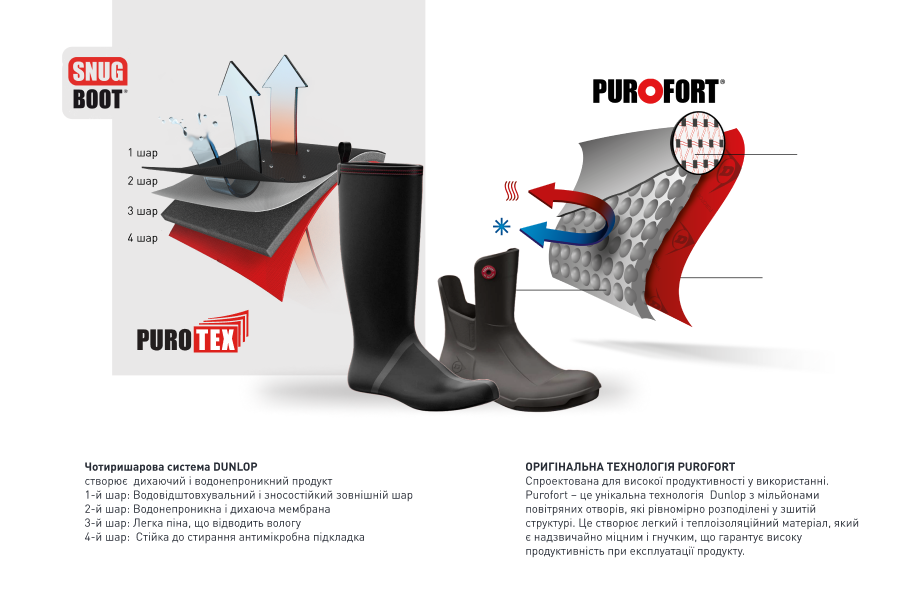 SNUG
BOOT®
1 шар
2 шар
3 шар
4 шар
PUROTEX
PUROFORT®
Чотиришарова система DUNLOP
створює дихаючий і водонепроникний продукт
1-й шар: Водовідштовхувальний і зносостійкий зовнішній шар
2-й шар: Водонепроникна і дихаюча мембрана
3-й шар: Легка піна, що відводить вологу
4-й шар: Стійка до стирання антимікробна підкладка
ОРИГІНАЛЬНА ТЕХНОЛОГІЯ PUROFORT
Спроектована для високої продуктивності у використанні.
Purofort – це унікальна технологія Dunlop з мільйонами
повітряних отворів, які рівномірно розподілені у зшитій
структурі. Це створює легкий і теплоізоляційний матеріал, який
є надзвичайно міцним і гнучким, що гарантує високу
продуктивність при експлуатації продукту.